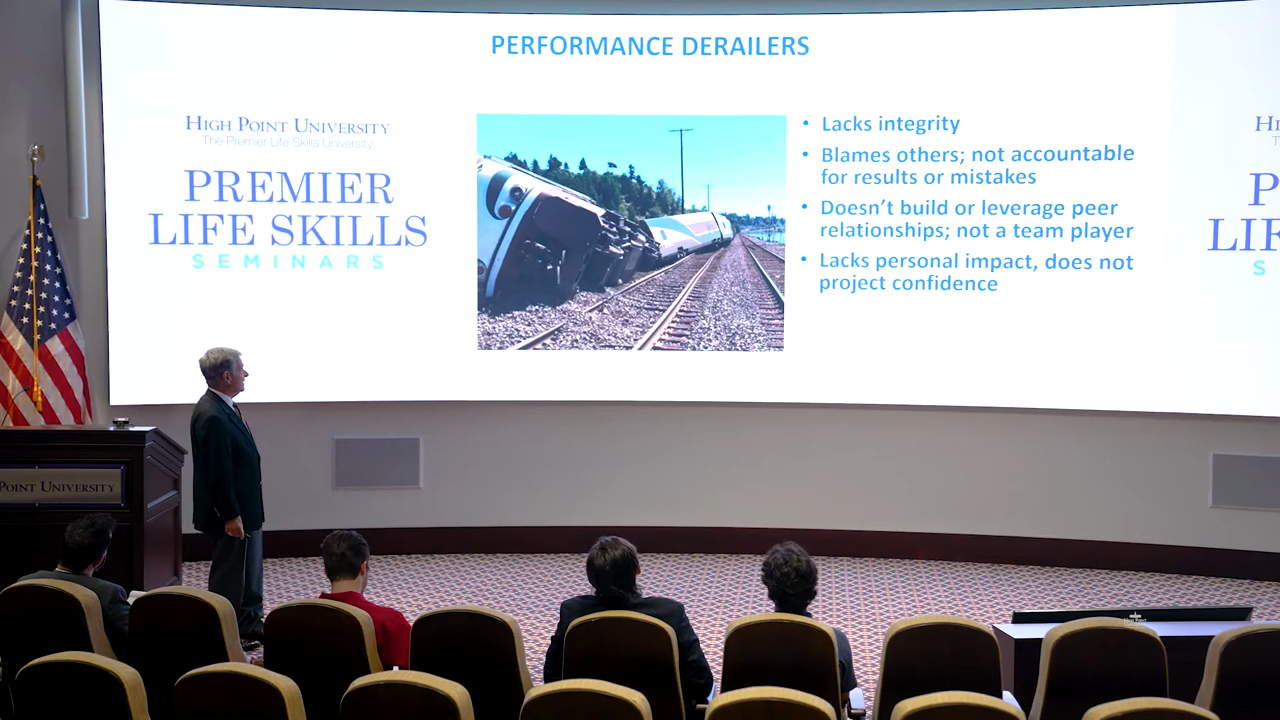 PERFORMANCE DERAILERS
HIGH POINT UNIVERSITY
The Premier Life Skills University
PREMIER
LIFE SKILLS
SEMINARS
• Lacks integrity
• Blames others; not accountable
for results or mistakes
• Doesn't build or leverage peer
relationships; not a team player
• Lacks personal impact, does not
project confidence
POINT UNIVERSITY
HIGH POINT